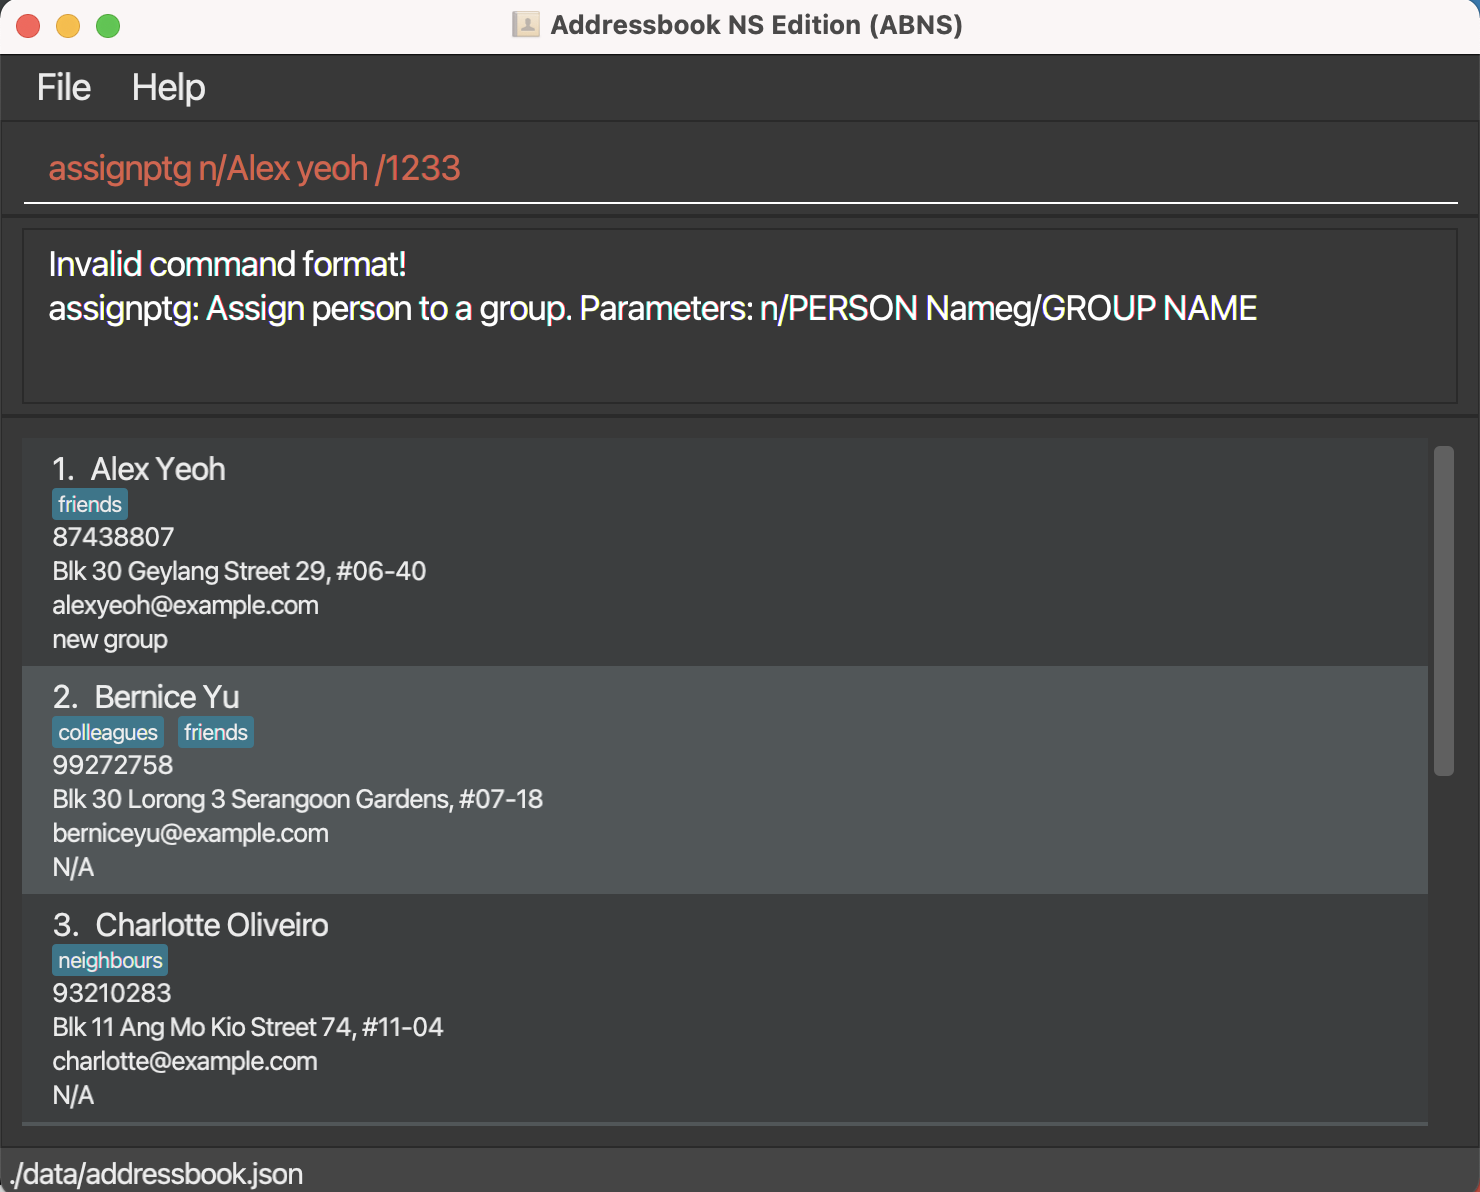 Addressbook NS Edition (ABNS)
File Help
assignptg n/Alex yeoh /1233
Invalid command format!
assignptg: Assign person to a group. Parameters: n/PERSON Nameg/GROUP NAME
1. Alex Yeoh
friends
87438807
Blk 30 Geylang Street 29, #06-40
alexyeoh@example.com
new group
2. Bernice Yu
colleagues friends
99272758
Blk 30 Lorong 3 Serangoon Gardens, #07-18
berniceyu@example.com
N/A
3. Charlotte Oliveiro
neighbours
93210283
Blk 11 Ang Mo Kio Street 74, #11-04
charlotte@example.com
N/A
./data/addressbook.json